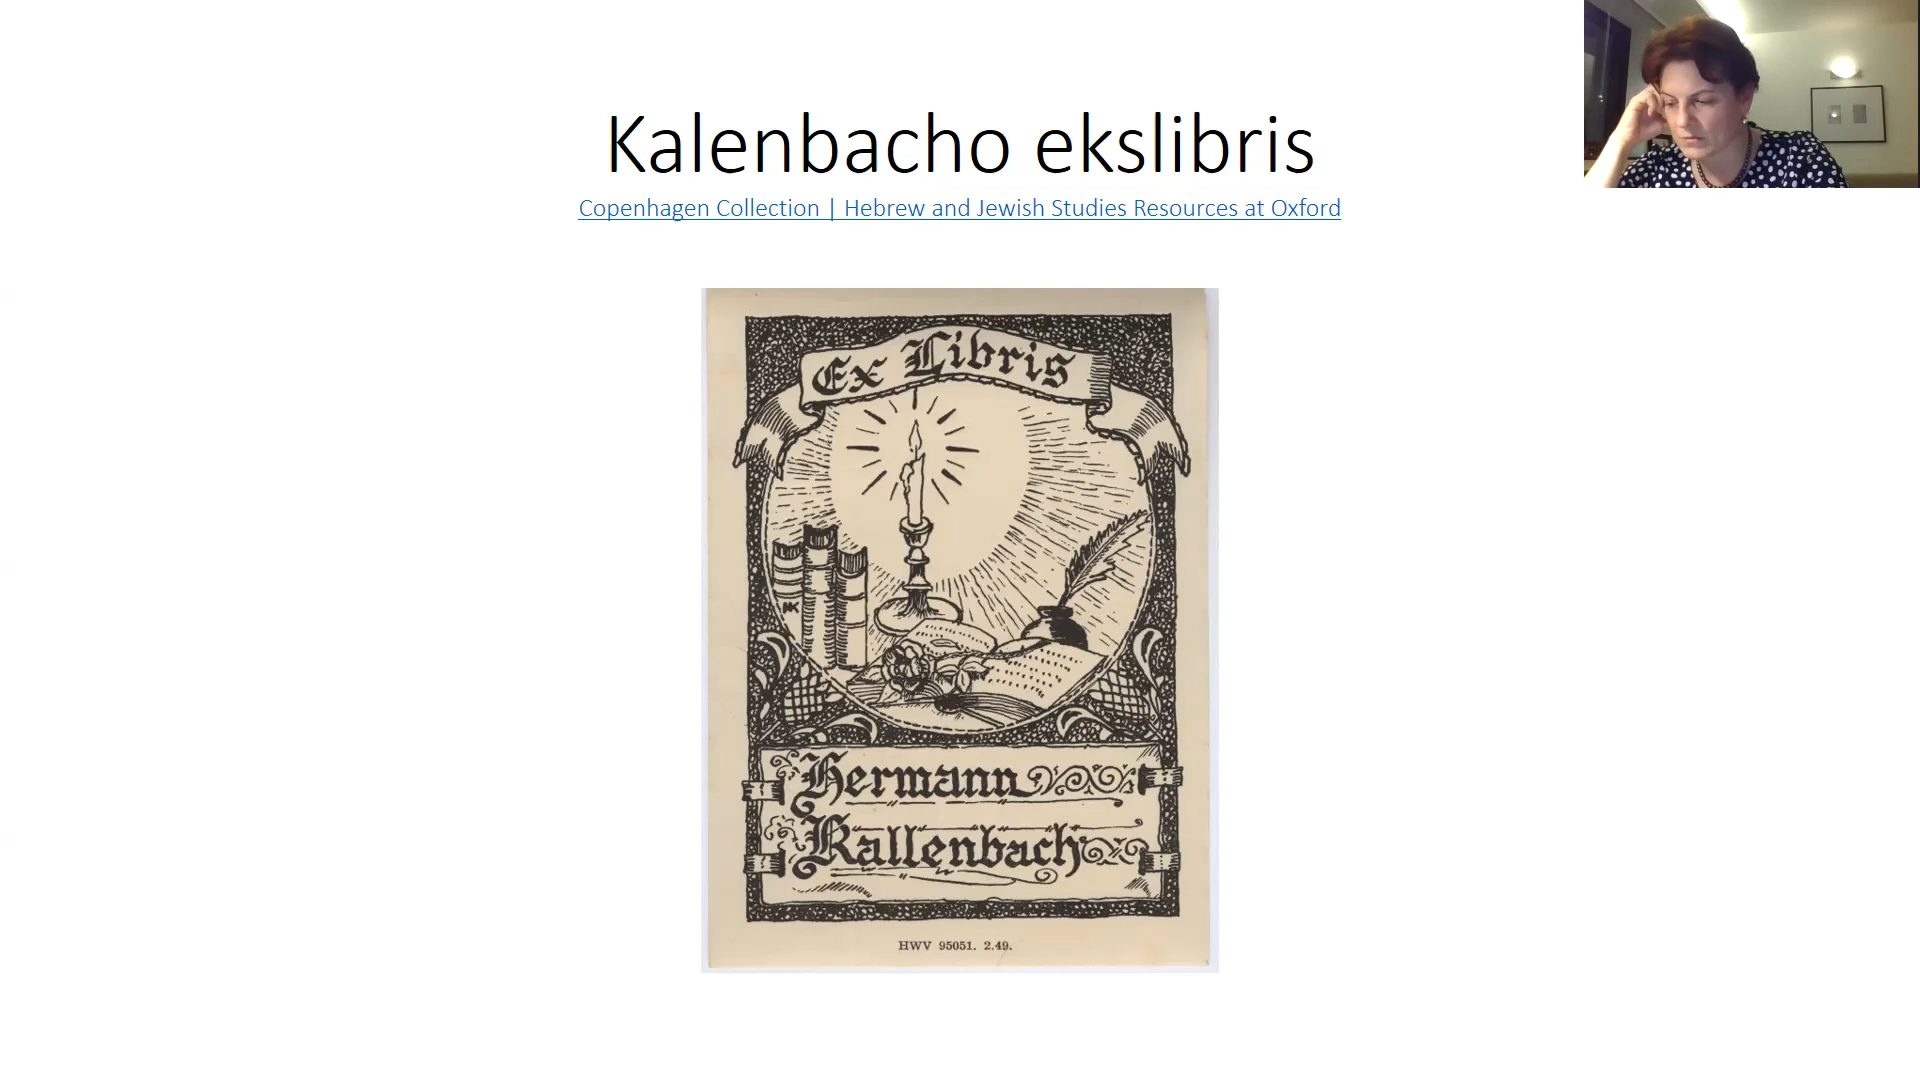 Kalenbacho ekslibris
Copenhagen Collection | Hebrew and Jewish Studies Resources at Oxford
Ex Libris
HK
Hermann
Kallenbach
HWV 95051. 2.49.